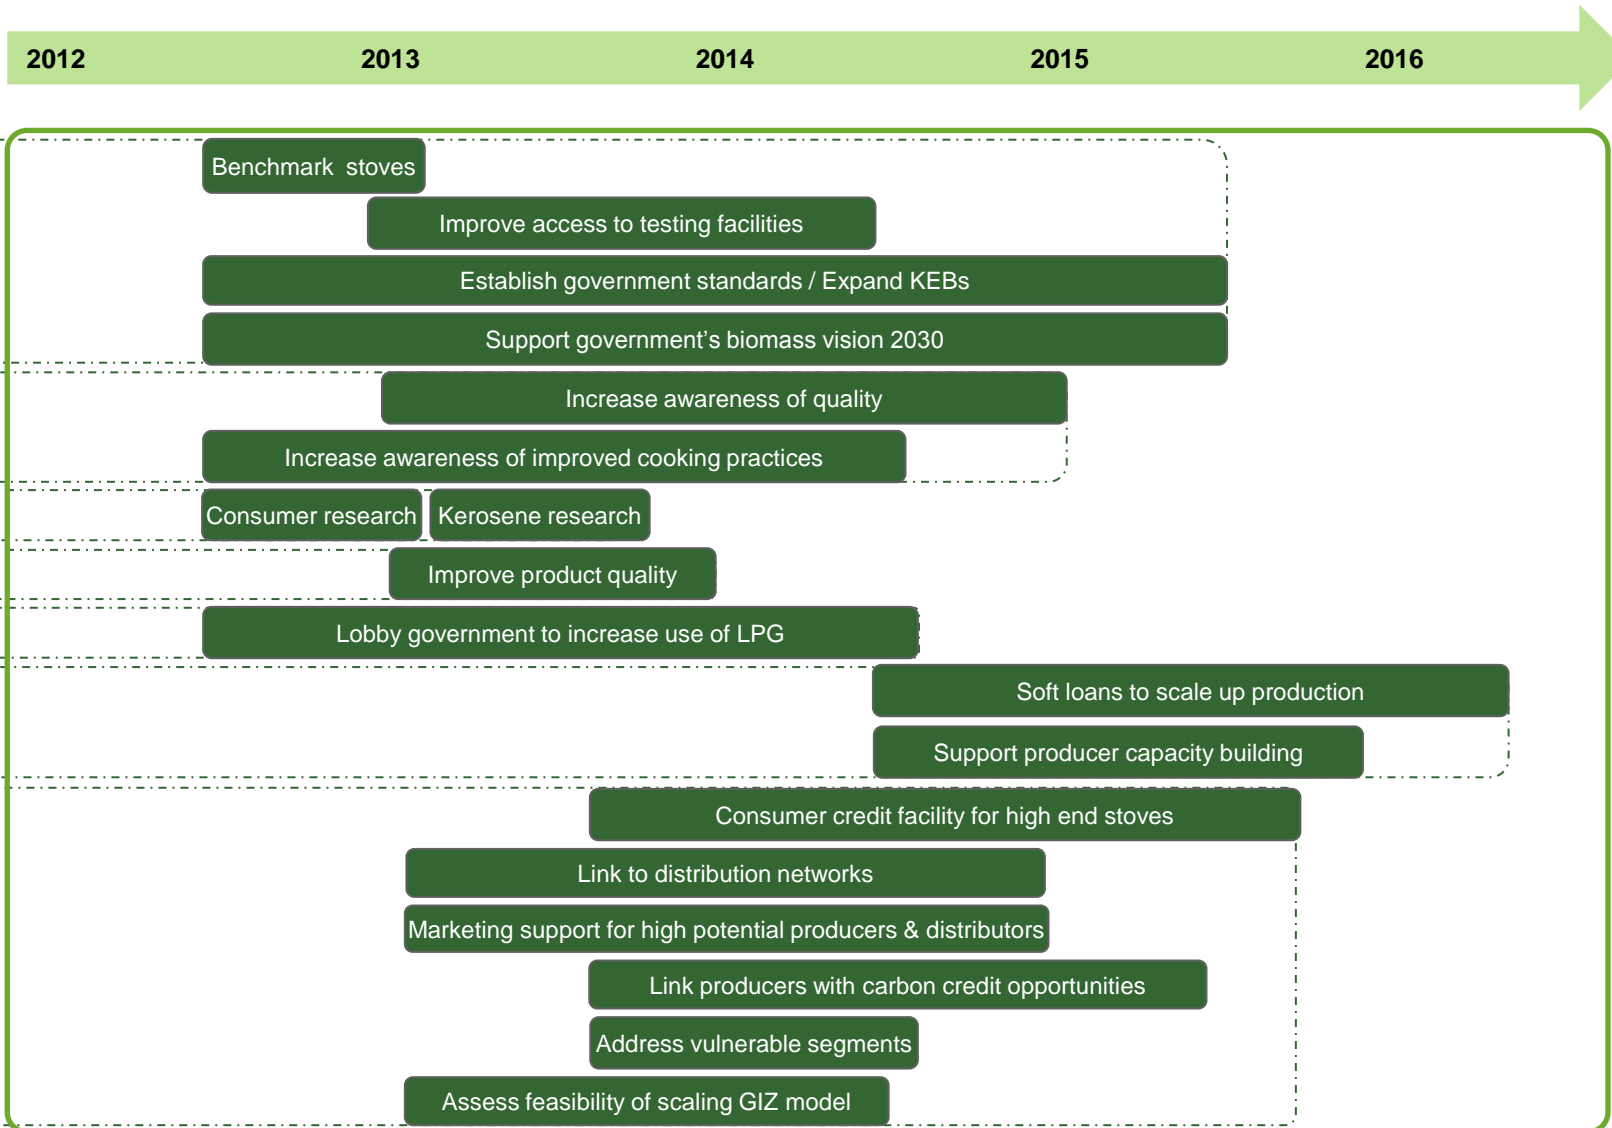 2012 2013 2014 2015 2016
Benchmark stoves
Improve access to testing facilities
Establish government standards / Expand KEBs
Support government’s biomass vision 2030
Increase awareness of quality
Increase awareness of improved cooking practices
Consumer research Kerosene research
Improve product quality
Lobby government to increase use of LPG
Soft loans to scale up production
Support producer capacity building
Consumer credit facility for high end stoves
Link to distribution networks
Marketing support for high potential producers & distributors
Link producers with carbon credit opportunities
Address vulnerable segments
Assess feasibility of scaling GIZ model